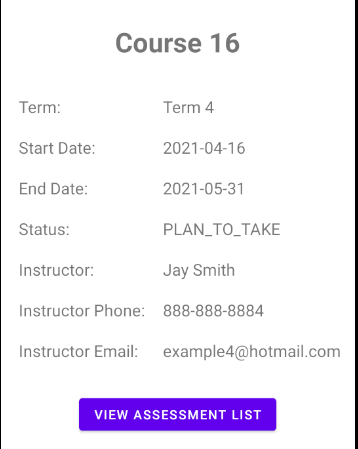 Course 16
Term: Term 4
Start Date: 2021-04-16
End Date: 2021-05-31
Status: PLAN_TO_TAKE
Instructor: Jay Smith
Instructor Phone: 888-888-8884
Instructor Email: example4@hotmail.com
VIEW ASSESSMENT LIST